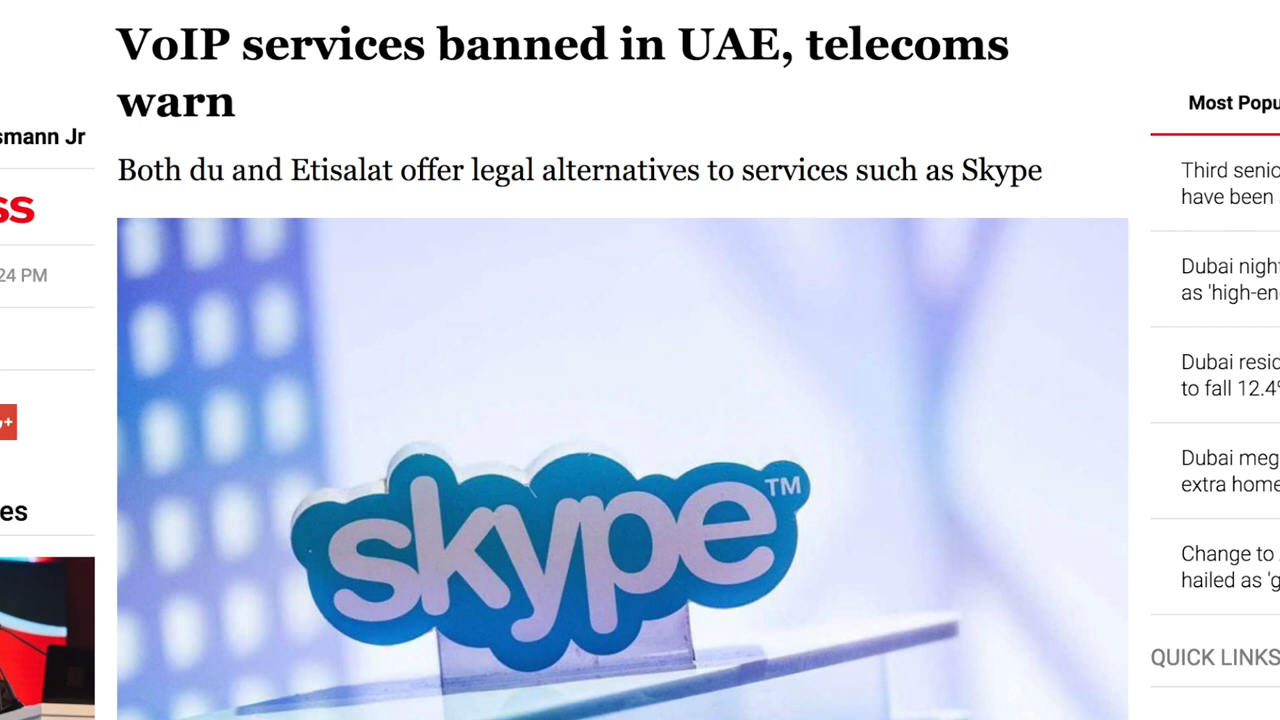 VoIP services banned in UAE, telecoms
warn
Both du and Etisalat offer legal alternatives to services such as Skype
smann Jr
ss
24 PM
+
es
skype™
Most Popu
Third senio
have been
Dubai nigh
as 'high-en
Dubai resid
to fall 12.4
Dubai meg
extra home
Change to
hailed as 'g
QUICK LINKS